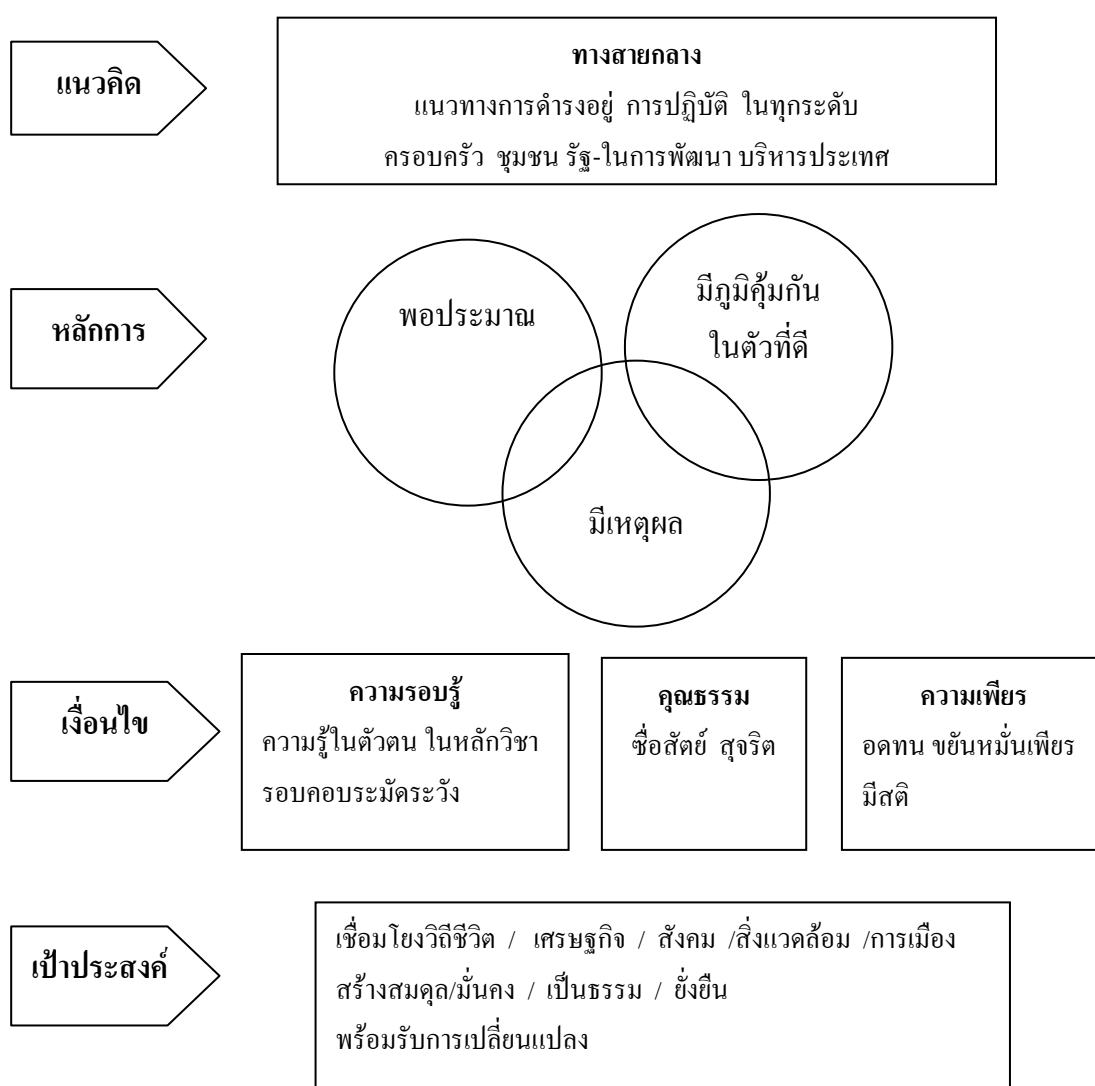 แนวคิด
ทางสายกลาง
แนวทางการดำรงอยู่ การปฏิบัติ ในทุกระดับ
ครอบครัว ชุมชน รัฐ-ในการพัฒนา บริหารประเทศ
หลักการ
พอประมาณ
มีภูมิคุ้มกัน
ในตัวที่ดี
มีเหตุผล
เงื่อนไข
ความรอบรู้
ความรู้ในตัวตน ในหลักวิชา
รอบคอบระมัดระวัง
คุณธรรม
ซื่อสัตย์ สุจริต
ความเพียร
อดทน ขยันหมั่นเพียร
มีสติ
เป้าประสงค์
เชื่อมโยงวิถีชีวิต / เศรษฐกิจ / สังคม /สิ่งแวดล้อม /การเมือง
สร้างสมดุล/มั่นคง / เป็นธรรม / ยั่งยืน
พร้อมรับการเปลี่ยนแปลง